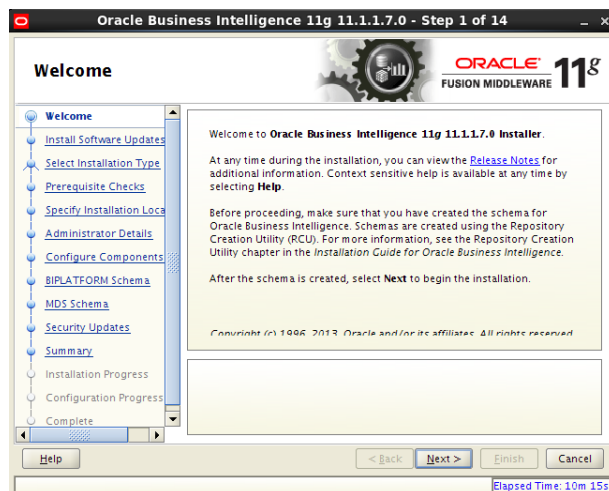 Oracle Business Intelligence 11g 11.1.1.7.0 - Step 1 of 14
Welcome
ORACLE
FUSION MIDDLEWARE 11g
Welcome
Install Software Updates
Select Installation Type
Prerequisite Checks
Specify Installation Loca
Administrator Details
Configure Components
BIPLATFORM Schema
MDS Schema
Security Updates
Summary
Installation Progress
Configuration Progress
Complete
Welcome to Oracle Business Intelligence 11g 11.1.1.7.0 Installer.
At any time during the installation, you can view the Release Notes for
additional information. Context sensitive help is available at any time by
selecting Help.
Before proceeding, make sure that you have created the schema for
Oracle Business Intelligence. Schemas are created using the Repository
Creation Utility (RCU). For more information, see the Repository Creation
Utility chapter in the Installation Guide for Oracle Business Intelligence.
After the schema is created, select Next to begin the installation.
Copyright (c) 1996, 2013, Oracle and/or its affiliates. All rights reserved
Help
< Back
Next >
Finish
Cancel
Elapsed Time: 10m 15s